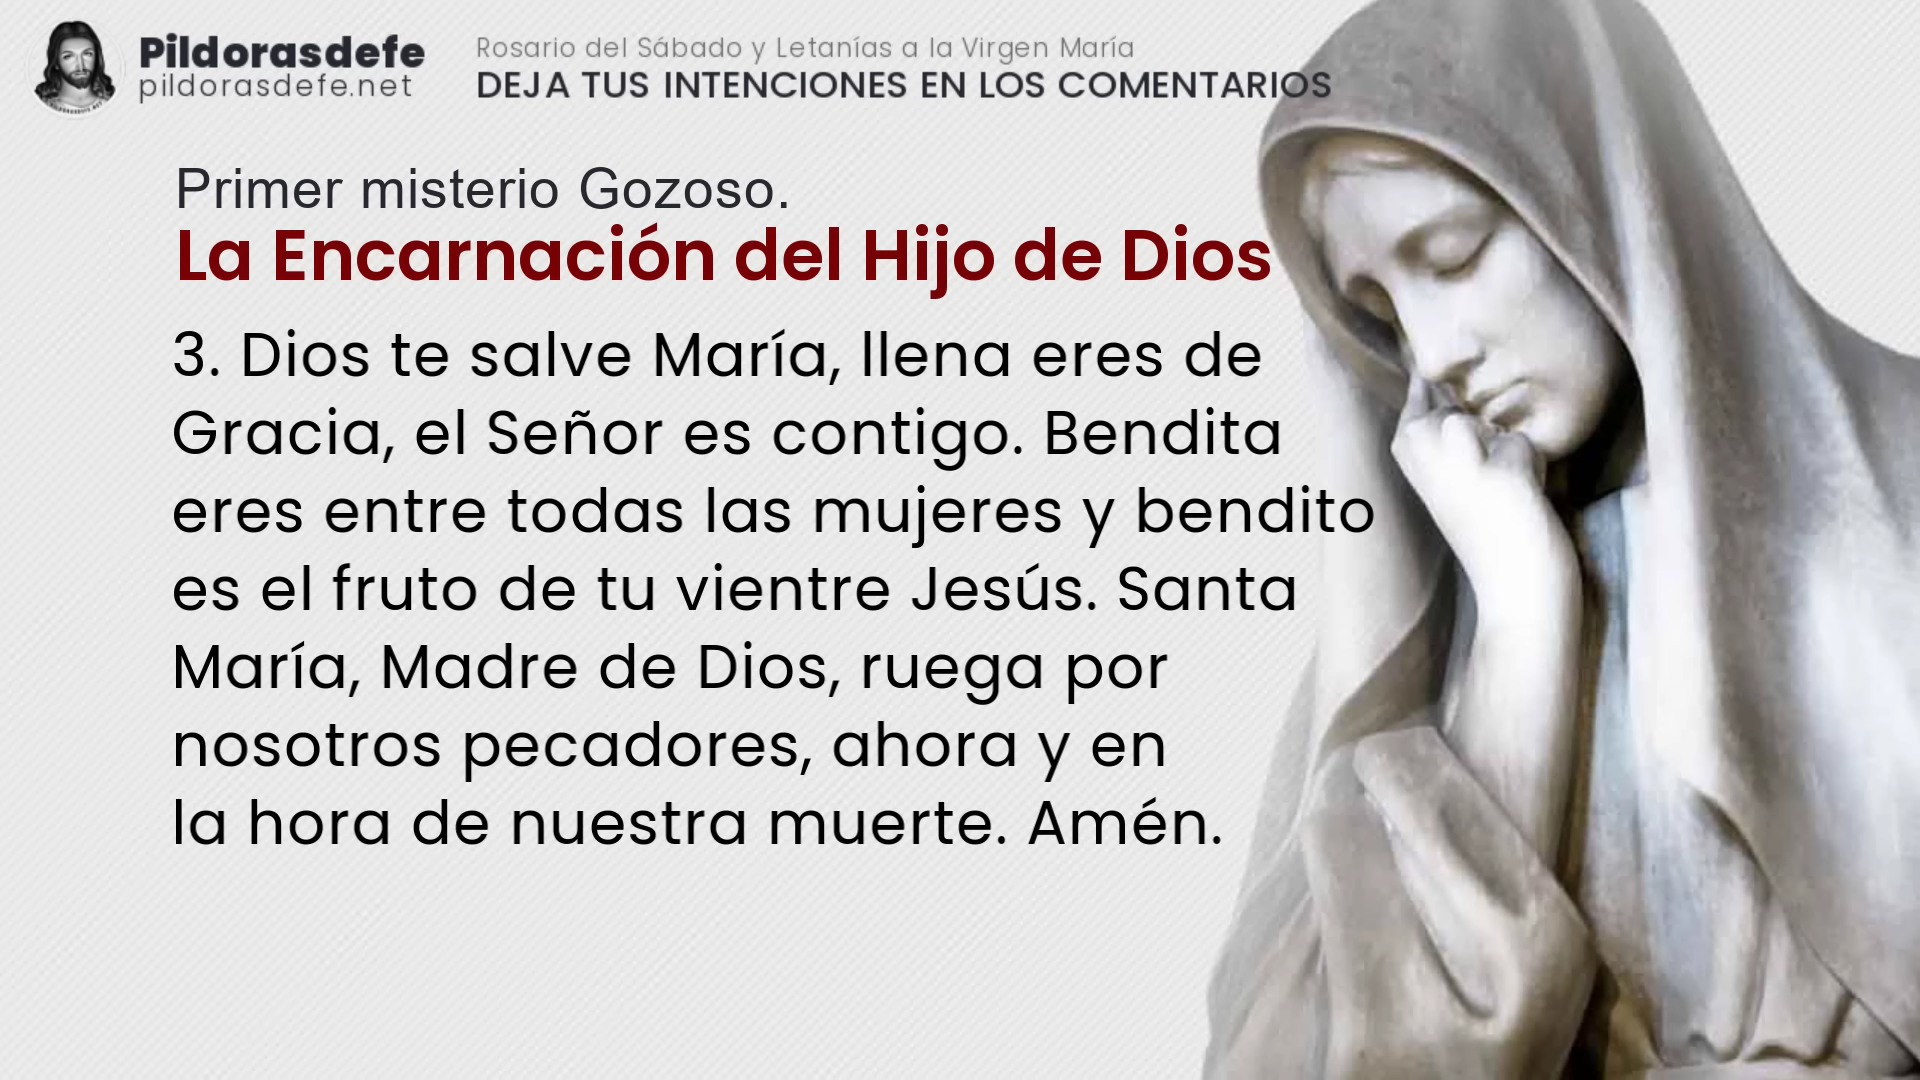 Pildorasdefe
pildorasdefe.net
Rosario del Sábado y Letanías a la Virgen María
DEJA TUS INTENCIONES EN LOS COMENTARIOS
Primer misterio Gozoso.
La Encarnación del Hijo de Dios
3. Dios te salve María, llena eres de
Gracia, el Señor es contigo. Bendita
eres entre todas las mujeres y bendito
es el fruto de tu vientre Jesús. Santa
María, Madre de Dios, ruega por
nosotros pecadores, ahora y en
la hora de nuestra muerte. Amén.